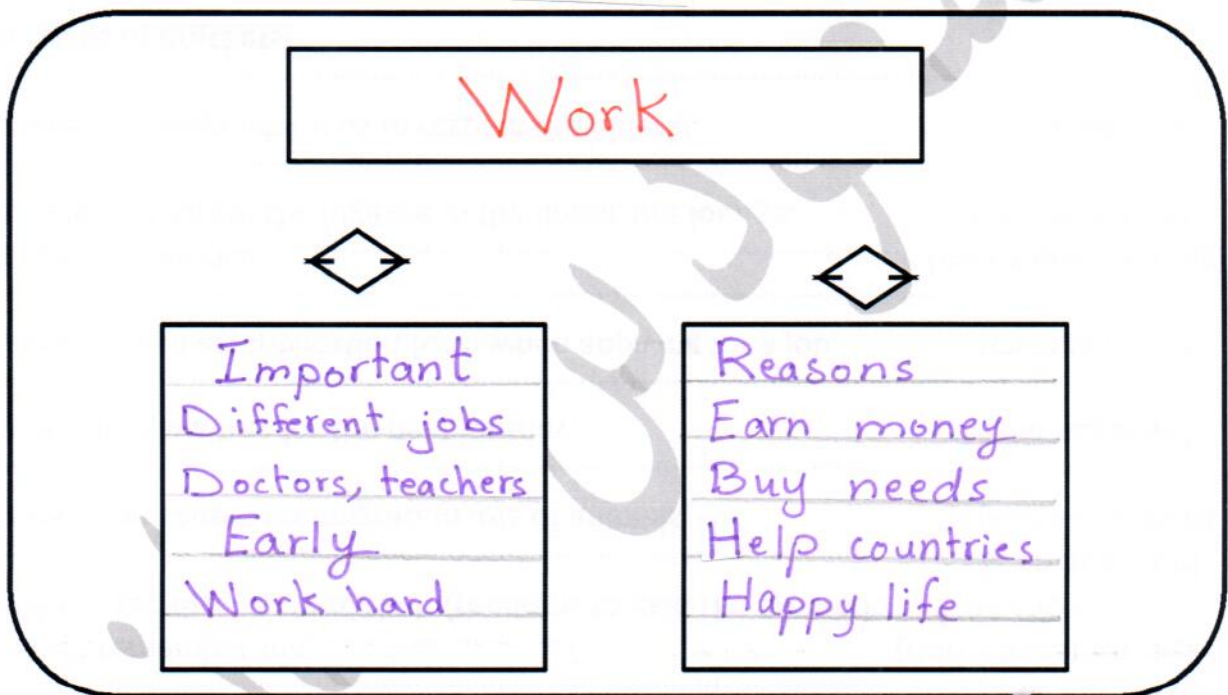 Work
Important
Different jobs
Doctors, teachers
Early
Work hard
Reasons
Earn money
Buy needs
Help countries
Happy life